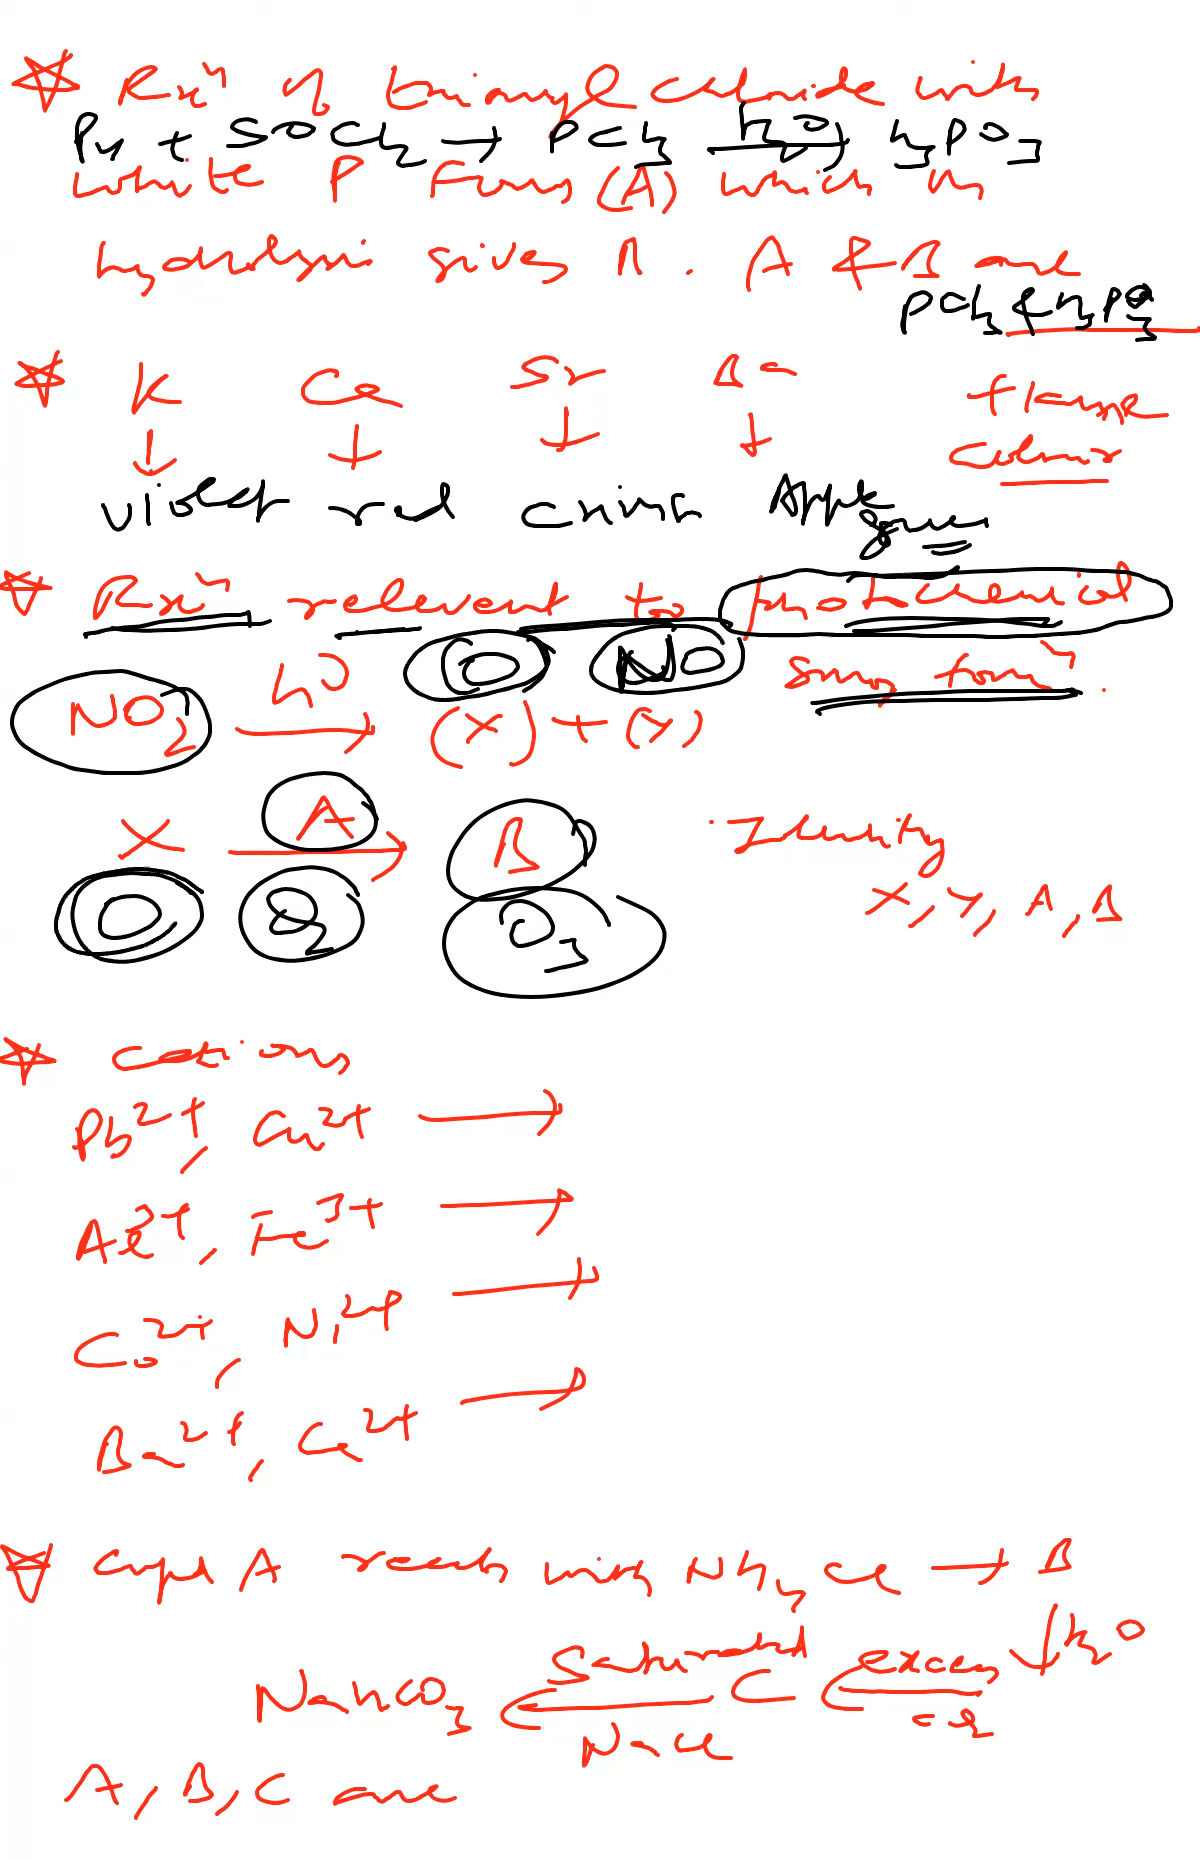 Rxn of thionyl chloride with
P4 + SOCl2 → PCl3 H2O → H3PO3
white P forms (A) which on
hydrolysis gives B . A & B are
PCl3 & H3PO3
K Ca Sr Ba Flame
colour
violet red crimson Apple
green
Rxn relevent to photochemical
smog formn .
NO2 hν → (X) + (Y)
O NO
X A → B Identify
X, Y, A, B
O O2 O3
Cations
Pb2+, Cu2+ →
Al3+, Fe3+ →
Co2+, Ni2+ →
Ba2+, Ca2+ →
Cmpd A reacts with NH4Cl → B
↓ H2O
NaHCO3 ← Saturated NaCl C ← excess
A, B, C are